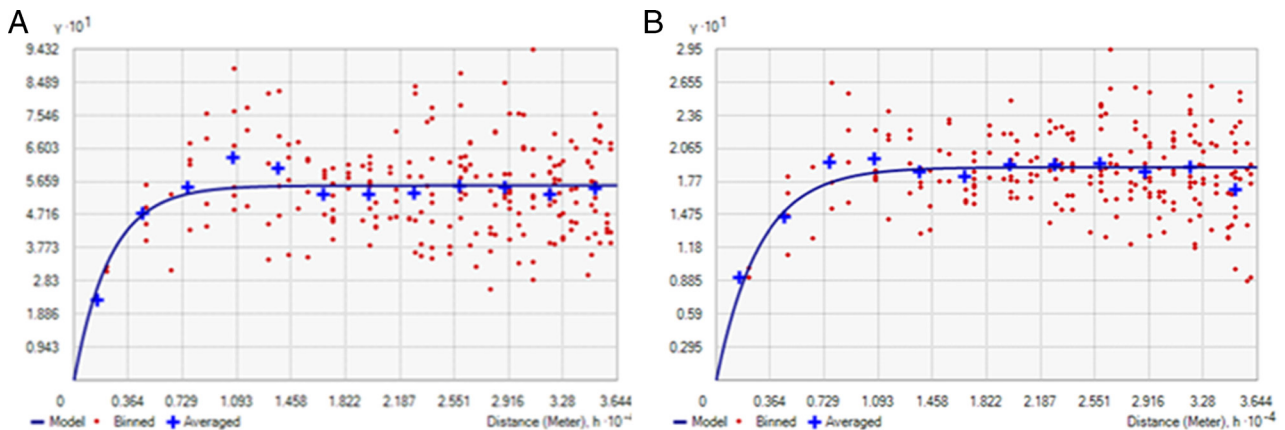 A
γ·10¹
9.432
8.489
7.546
6.603
5.659
4.716
3.773
2.83
1.886
0.943
0 0.364 0.729 1.093 1.458 1.822 2.187 2.551 2.916 3.28 3.644
Model Binned Averaged Distance (Meter), h·10⁻⁴
B
γ·10¹
2.95
2.655
2.36
2.065
1.77
1.475
1.18
0.885
0.59
0.295
0 0.364 0.729 1.093 1.458 1.822 2.187 2.551 2.916 3.28 3.644
Model Binned Averaged Distance (Meter), h·10⁻⁴